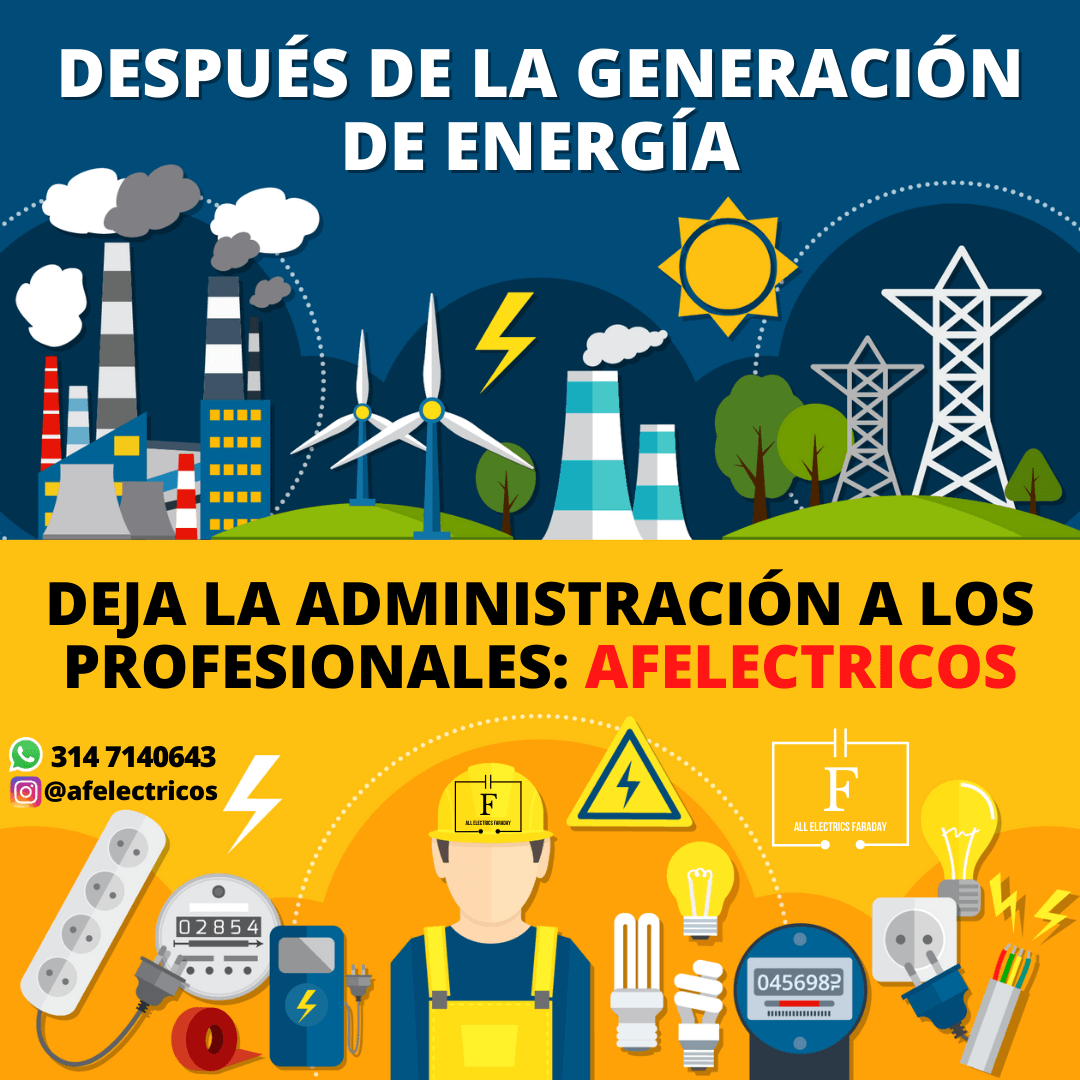 DESPUÉS DE LA GENERACIÓN
DE ENERGÍA
DEJA LA ADMINISTRACIÓN A LOS
PROFESIONALES: AFELECTRICOS
314 7140643
@afelectricos
F
ALL ELECTRICS FARADAY
F
ALL ELECTRICS FARADAY
02854
045698